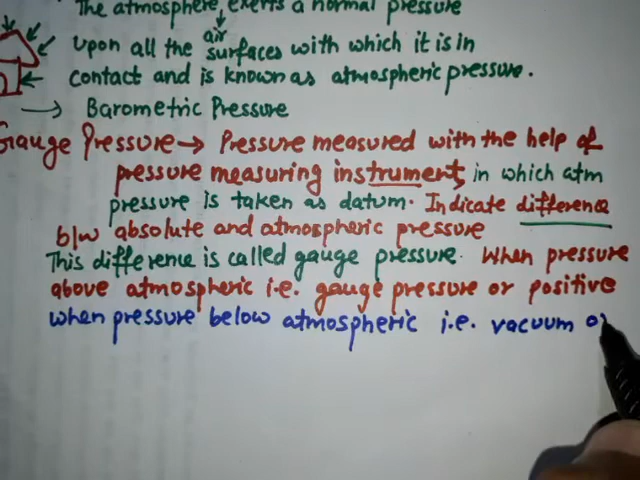 The atmosphere, exerts a normal pressure
air
upon all the surfaces with which it is in
contact and is known as atmospheric pressure.
→ Barometric Pressure
Gauge Pressure → Pressure measured with the help of
pressure measuring instrument, in which atm
pressure is taken as datum. Indicate difference
b/w absolute and atmospheric pressure
This difference is called gauge pressure. When pressure
above atmospheric i.e. gauge pressure or positive
when pressure below atmospheric i.e. vacuum o